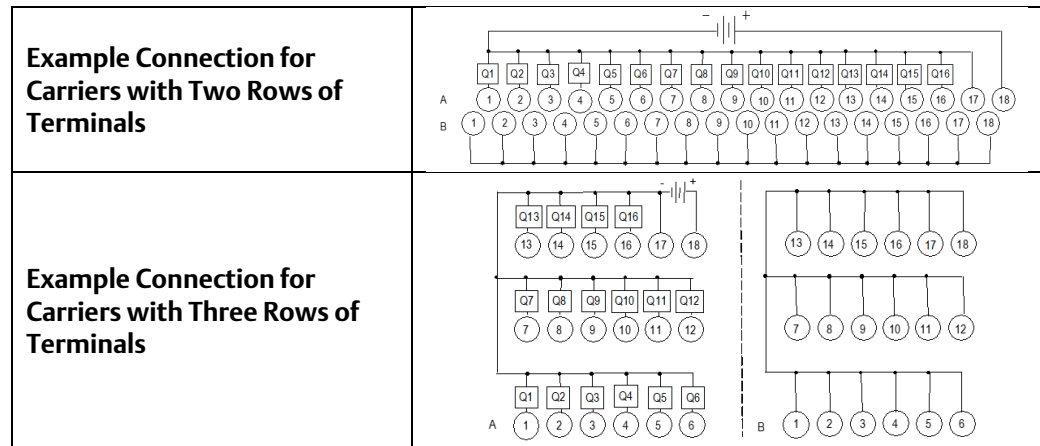 Example Connection for
Carriers with Two Rows of
Terminals
- +
Q1 Q2 Q3 Q4 Q5 Q6 Q7 Q8 Q9 Q10 Q11 Q12 Q13 Q14 Q15 Q16
A 1 2 3 4 5 6 7 8 9 10 11 12 13 14 15 16 17 18
B 1 2 3 4 5 6 7 8 9 10 11 12 13 14 15 16 17 18
Example Connection for
Carriers with Three Rows of
Terminals
- +
Q13 Q14 Q15 Q16
13 14 15 16 17 18
Q7 Q8 Q9 Q10 Q11 Q12
7 8 9 10 11 12
Q1 Q2 Q3 Q4 Q5 Q6
A 1 2 3 4 5 6
13 14 15 16 17 18
7 8 9 10 11 12
B 1 2 3 4 5 6